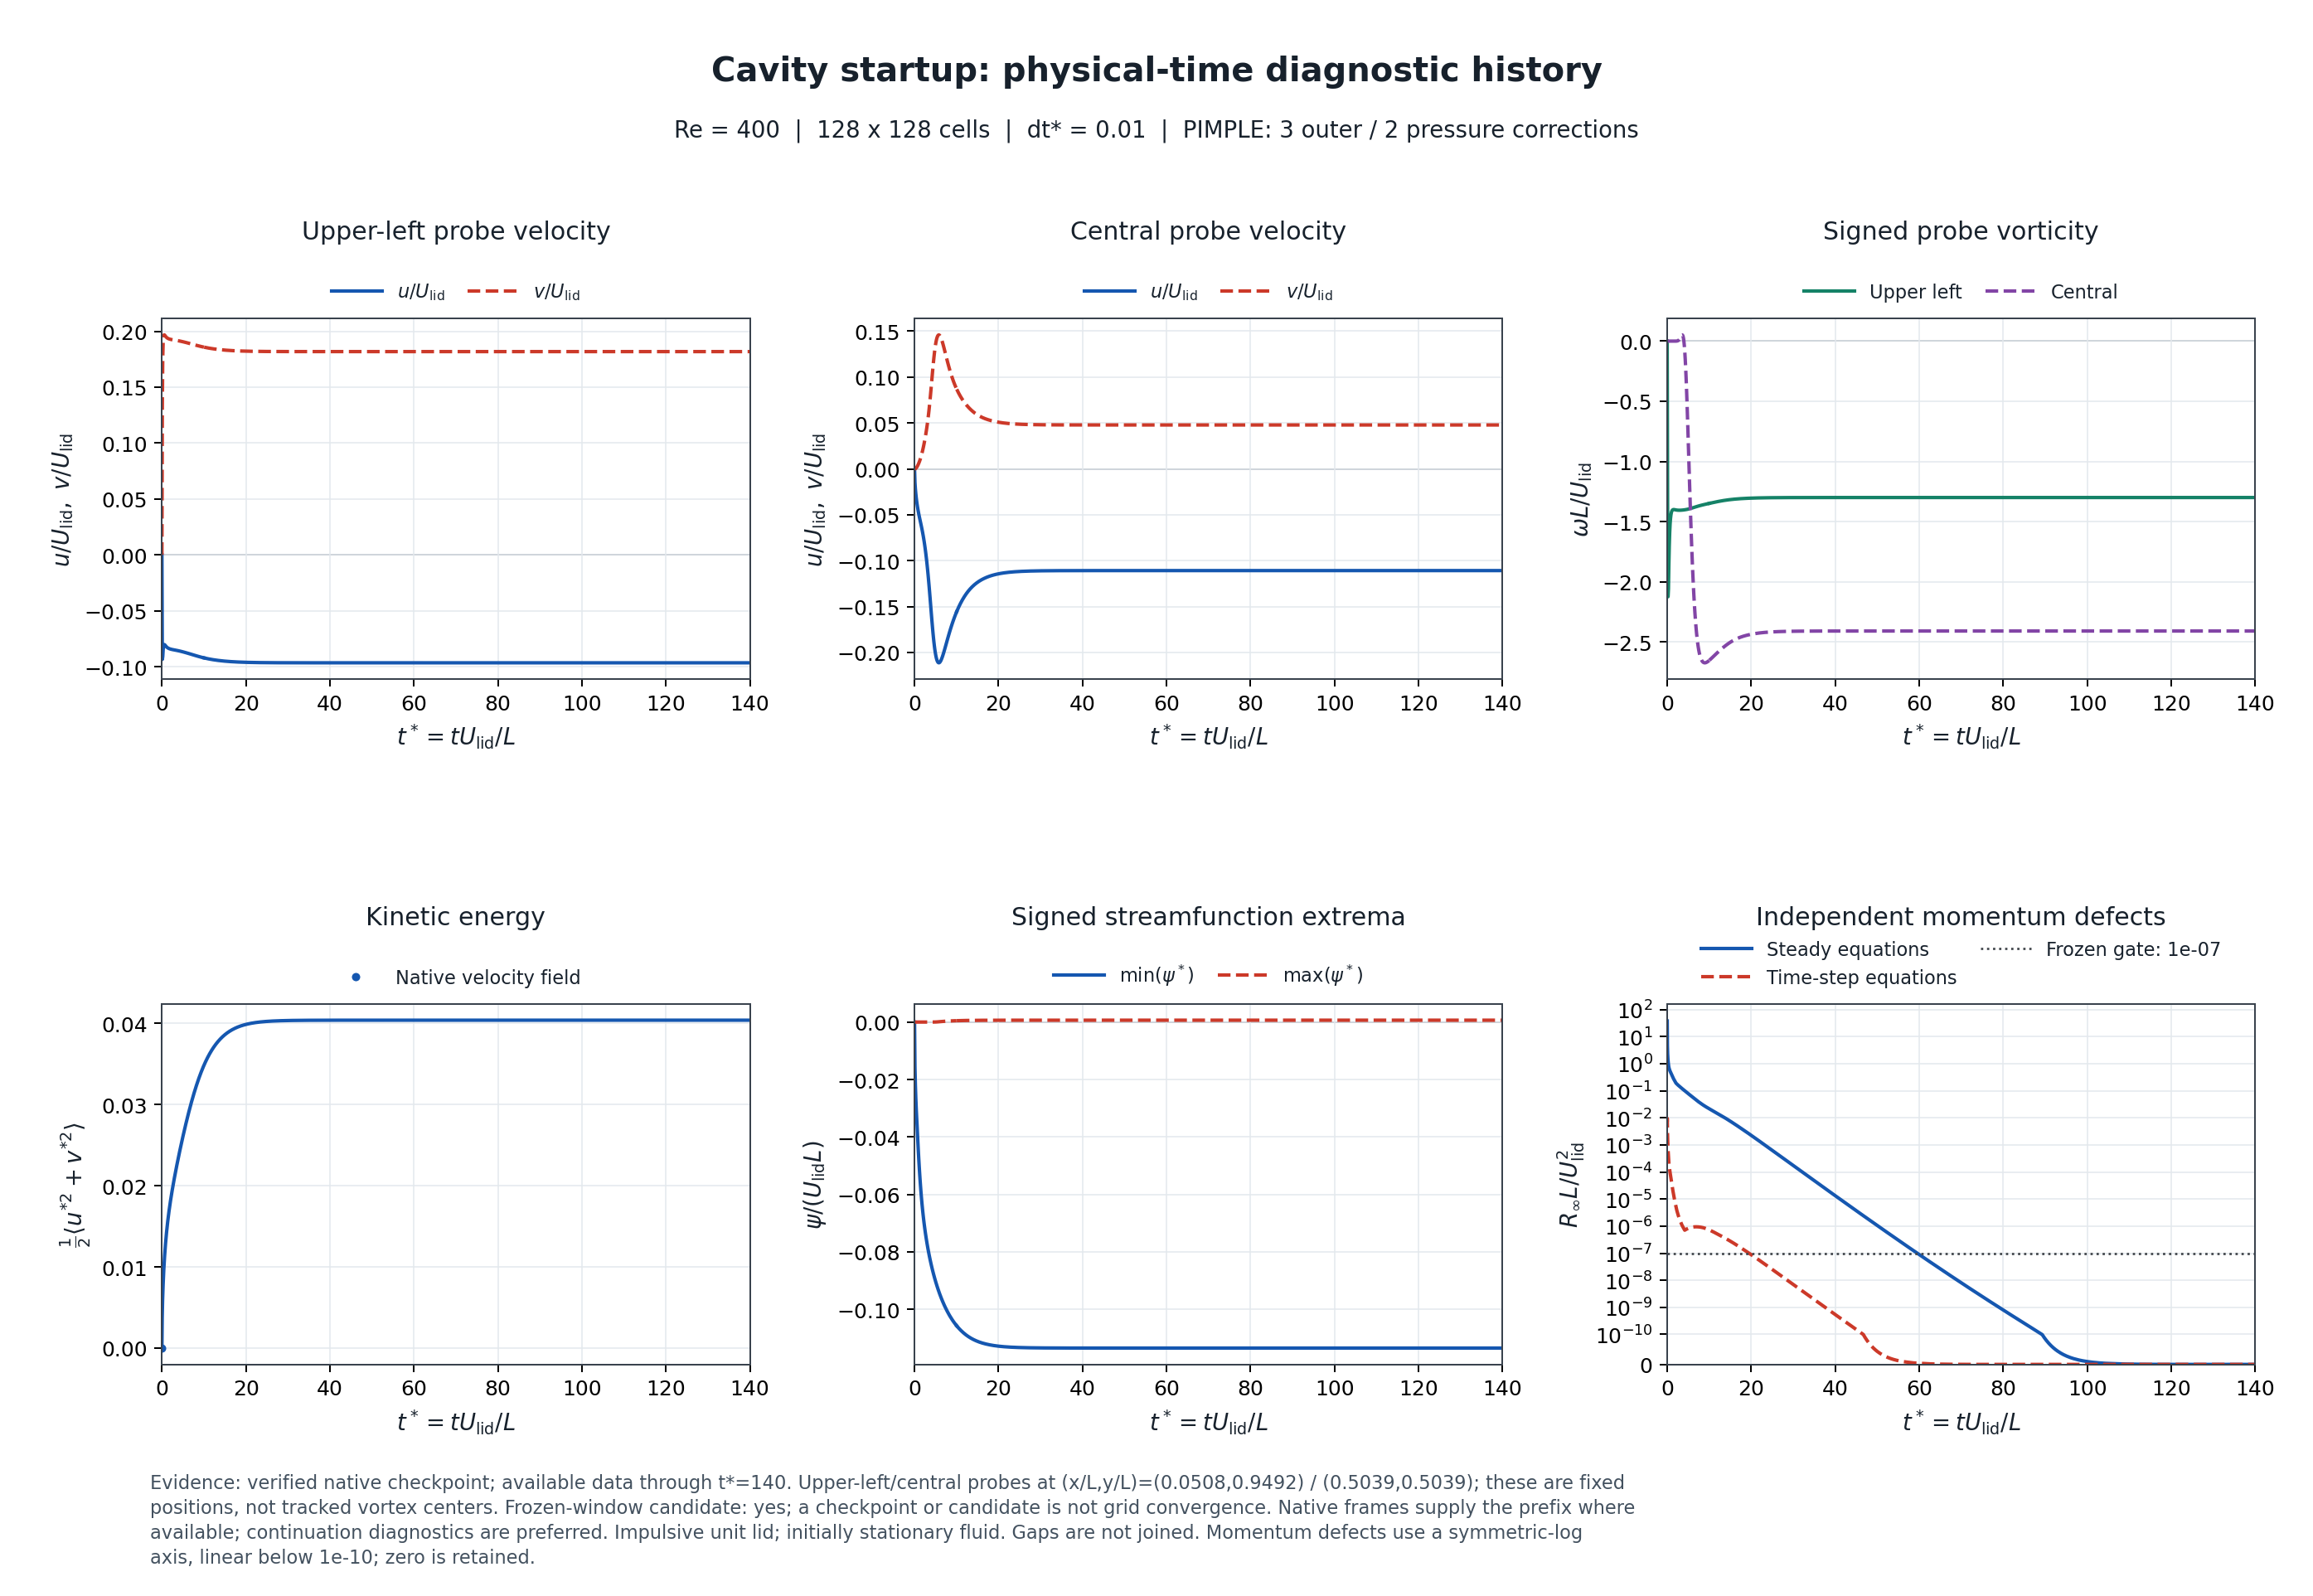 Cavity startup: physical-time diagnostic history
Re = 400 | 128 x 128 cells | dt* = 0.01 | PIMPLE: 3 outer / 2 pressure corrections
Upper-left probe velocity
u/U_lid v/U_lid
0.20
0.15
0.10
0.05
0.00
−0.05
−0.10
u/U_lid, v/U_lid
0 20 40 60 80 100 120 140
t* = tU_lid/L
Central probe velocity
u/U_lid v/U_lid
0.15
0.10
0.05
0.00
−0.05
−0.10
−0.15
−0.20
u/U_lid, v/U_lid
0 20 40 60 80 100 120 140
t* = tU_lid/L
Signed probe vorticity
Upper left Central
0.0
−0.5
−1.0
−1.5
−2.0
−2.5
ωL/U_lid
0 20 40 60 80 100 120 140
t* = tU_lid/L
Kinetic energy
Native velocity field
0.04
0.03
0.02
0.01
0.00
½⟨u*² + v*²⟩
0 20 40 60 80 100 120 140
t* = tU_lid/L
Signed streamfunction extrema
min(ψ*) max(ψ*)
0.00
−0.02
−0.04
−0.06
−0.08
−0.10
ψ/(U_lid L)
0 20 40 60 80 100 120 140
t* = tU_lid/L
Independent momentum defects
Steady equations Frozen gate: 1e-07
Time-step equations
10²
10¹
10⁰
10⁻¹
10⁻²
10⁻³
10⁻⁴
10⁻⁵
10⁻⁶
10⁻⁷
10⁻⁸
10⁻⁹
10⁻¹⁰
0
R∞L/U²_lid
0 20 40 60 80 100 120 140
t* = tU_lid/L
Evidence: verified native checkpoint; available data through t*=140. Upper-left/central probes at (x/L,y/L)=(0.0508,0.9492) / (0.5039,0.5039); these are fixed
positions, not tracked vortex centers. Frozen-window candidate: yes; a checkpoint or candidate is not grid convergence. Native frames supply the prefix where
available; continuation diagnostics are preferred. Impulsive unit lid; initially stationary fluid. Gaps are not joined. Momentum defects use a symmetric-log
axis, linear below 1e-10; zero is retained.